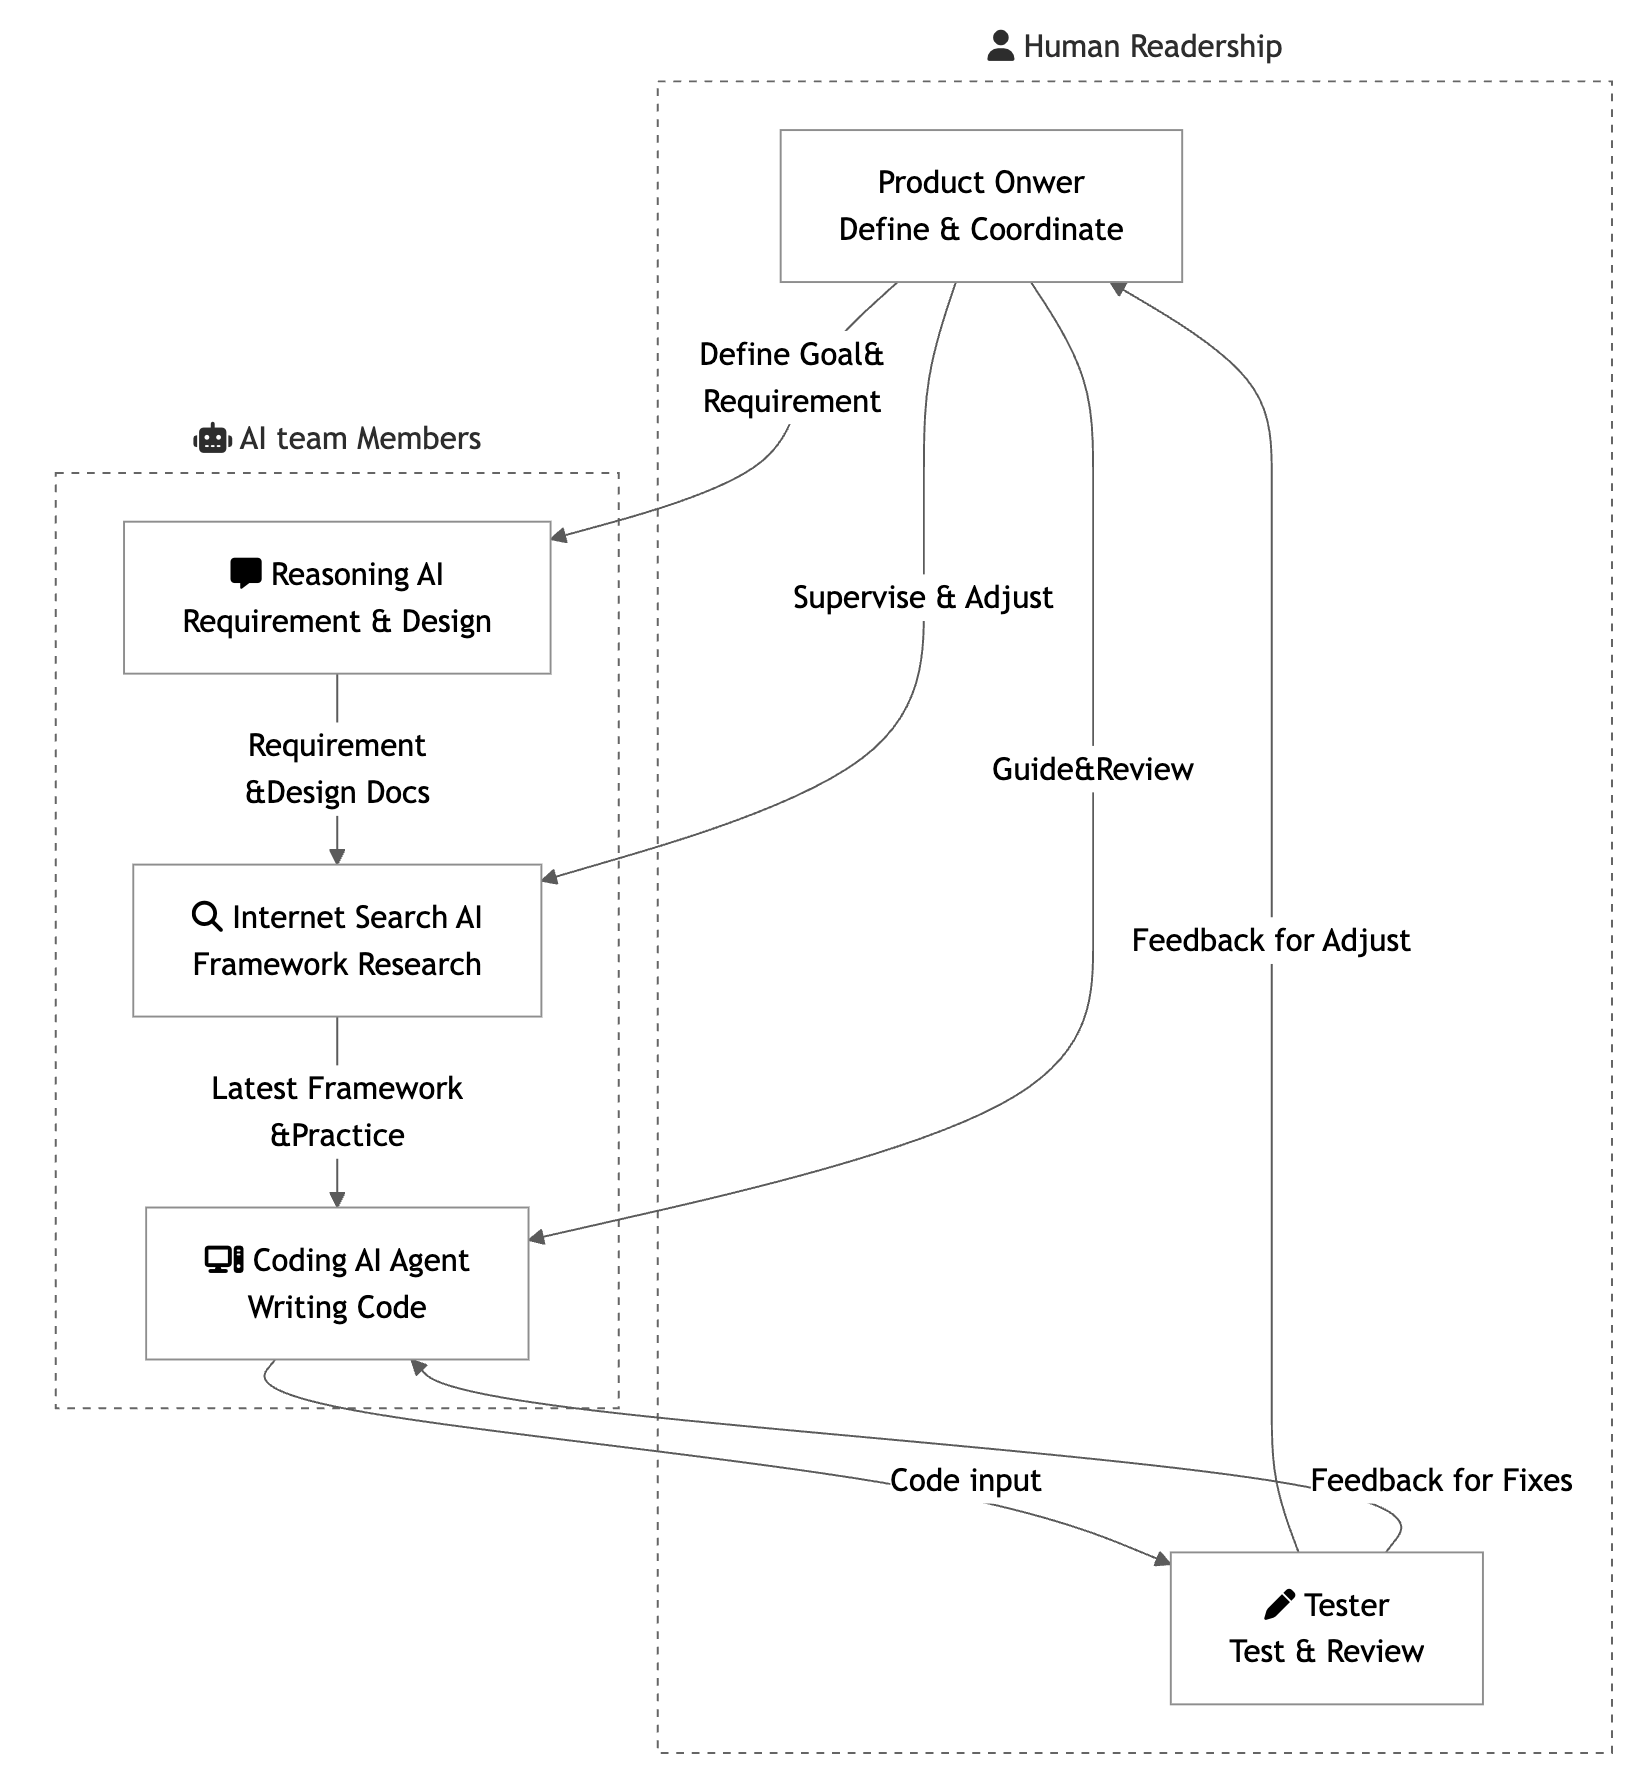 Human Readership
Product Onwer
Define & Coordinate
Define Goal&
Requirement
AI team Members
Reasoning AI
Requirement & Design
Supervise & Adjust
Requirement
&Design Docs
Guide&Review
Internet Search AI
Framework Research
Feedback for Adjust
Latest Framework
&Practice
Coding AI Agent
Writing Code
Code input
Feedback for Fixes
Tester
Test & Review